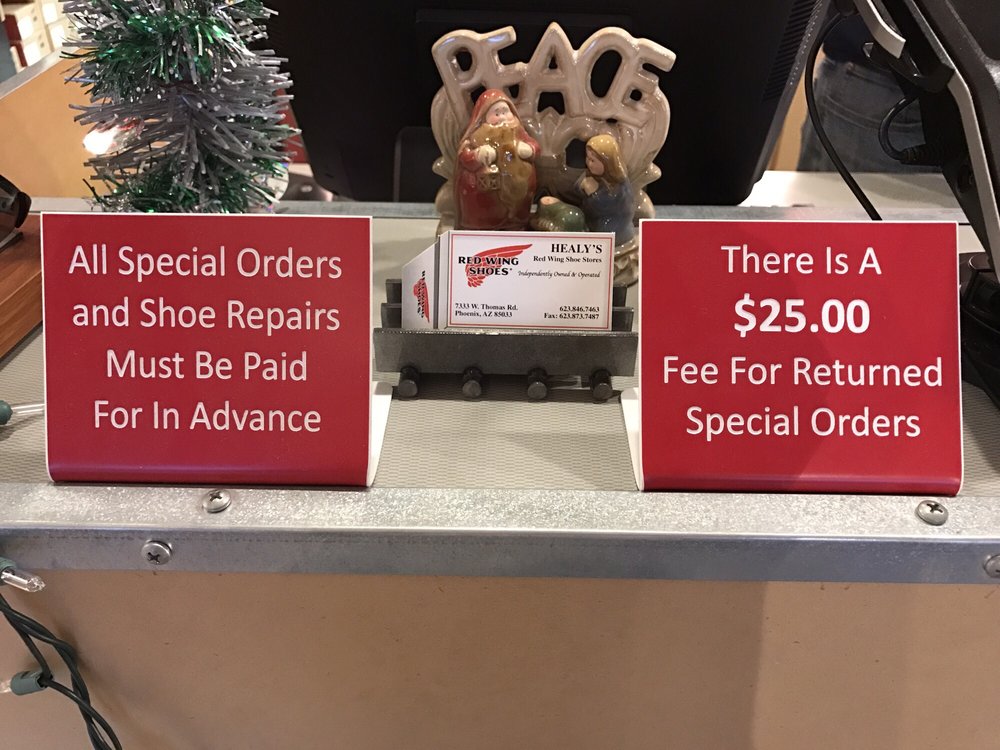 PEACE
All Special Orders
and Shoe Repairs
Must Be Paid
For In Advance
RED WING
SHOES
HEALY'S
Red Wing Shoe Stores
Independently Owned & Operated
7333 W. Thomas Rd.
Phoenix, AZ 85033
623.846.7463
Fax: 623.873.7487
There Is A
$25.00
Fee For Returned
Special Orders